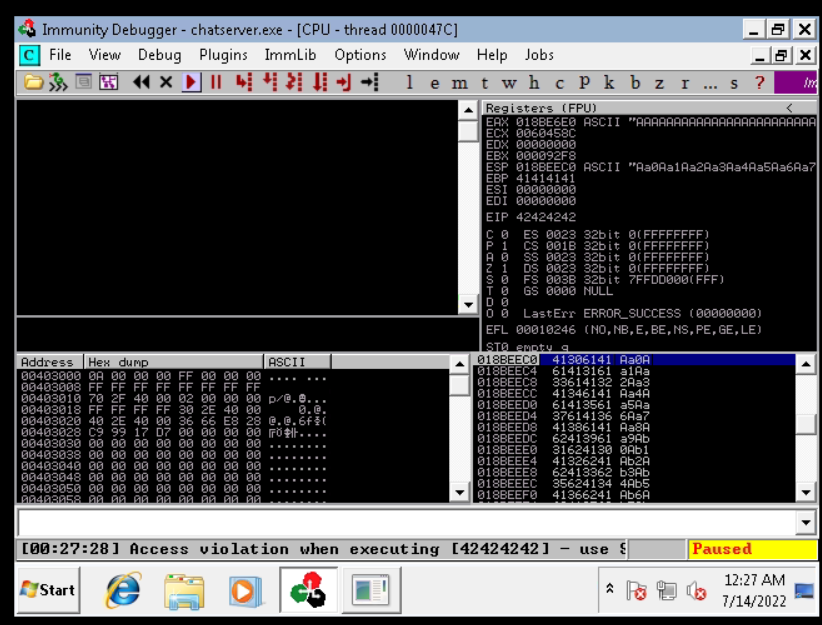 Immunity Debugger - chatserver.exe - [CPU - thread 0000047C]
C File View Debug Plugins ImmLib Options Window Help Jobs
l e m t w h c P k b z r ... s ? Im
Registers (FPU) <
EAX 018BE6E0 ASCII "AAAAAAAAAAAAAAAAAAAAAAAA
ECX 0060458C
EDX 00000000
EBX 000092F8
ESP 018BEEC0 ASCII "Aa0Aa1Aa2Aa3Aa4Aa5Aa6Aa7
EBP 41414141
ESI 00000000
EDI 00000000
EIP 42424242
C 0 ES 0023 32bit 0(FFFFFFFF)
P 1 CS 001B 32bit 0(FFFFFFFF)
A 0 SS 0023 32bit 0(FFFFFFFF)
Z 1 DS 0023 32bit 0(FFFFFFFF)
S 0 FS 003B 32bit 7FFDD000(FFF)
T 0 GS 0000 NULL
D 0
O 0 LastErr ERROR_SUCCESS (00000000)
EFL 00010246 (NO,NB,E,BE,NS,PE,GE,LE)
ST0 empty g
Address Hex dump ASCII
00403000 0A 00 00 00 FF 00 00 00 .... ...
00403008 FF FF FF FF FF FF FF FF
00403010 70 2F 40 00 02 00 00 00 p/@.☻...
00403018 FF FF FF FF 30 2E 40 00 0.@.
00403020 40 2E 40 00 36 66 E8 28 @.@.6f
00403028 C9 99 17 D7 00 00 00 00
00403030 00 00 00 00 00 00 00 00 ........
00403038 00 00 00 00 00 00 00 00 ........
00403040 00 00 00 00 00 00 00 00 ........
00403048 00 00 00 00 00 00 00 00 ........
00403050 00 00 00 00 00 00 00 00 ........
00403058 00 00 00 00 00 00 00 00 ........
018BEEC0 41306141 Aa0A
018BEEC4 61413161 a1Aa
018BEEC8 33614132 2Aa3
018BEECC 41346141 Aa4A
018BEED0 61413561 a5Aa
018BEED4 37614136 6Aa7
018BEED8 41386141 Aa8A
018BEEDC 62413961 a9Ab
018BEEE0 31624130 0Ab1
018BEEE4 41326241 Ab2A
018BEEE8 62413362 b3Ab
018BEEEC 35624134 4Ab5
018BEEF0 41366241 Ab6A
[00:27:28] Access violation when executing [42424242] - use S
Paused
Start
12:27 AM
7/14/2022